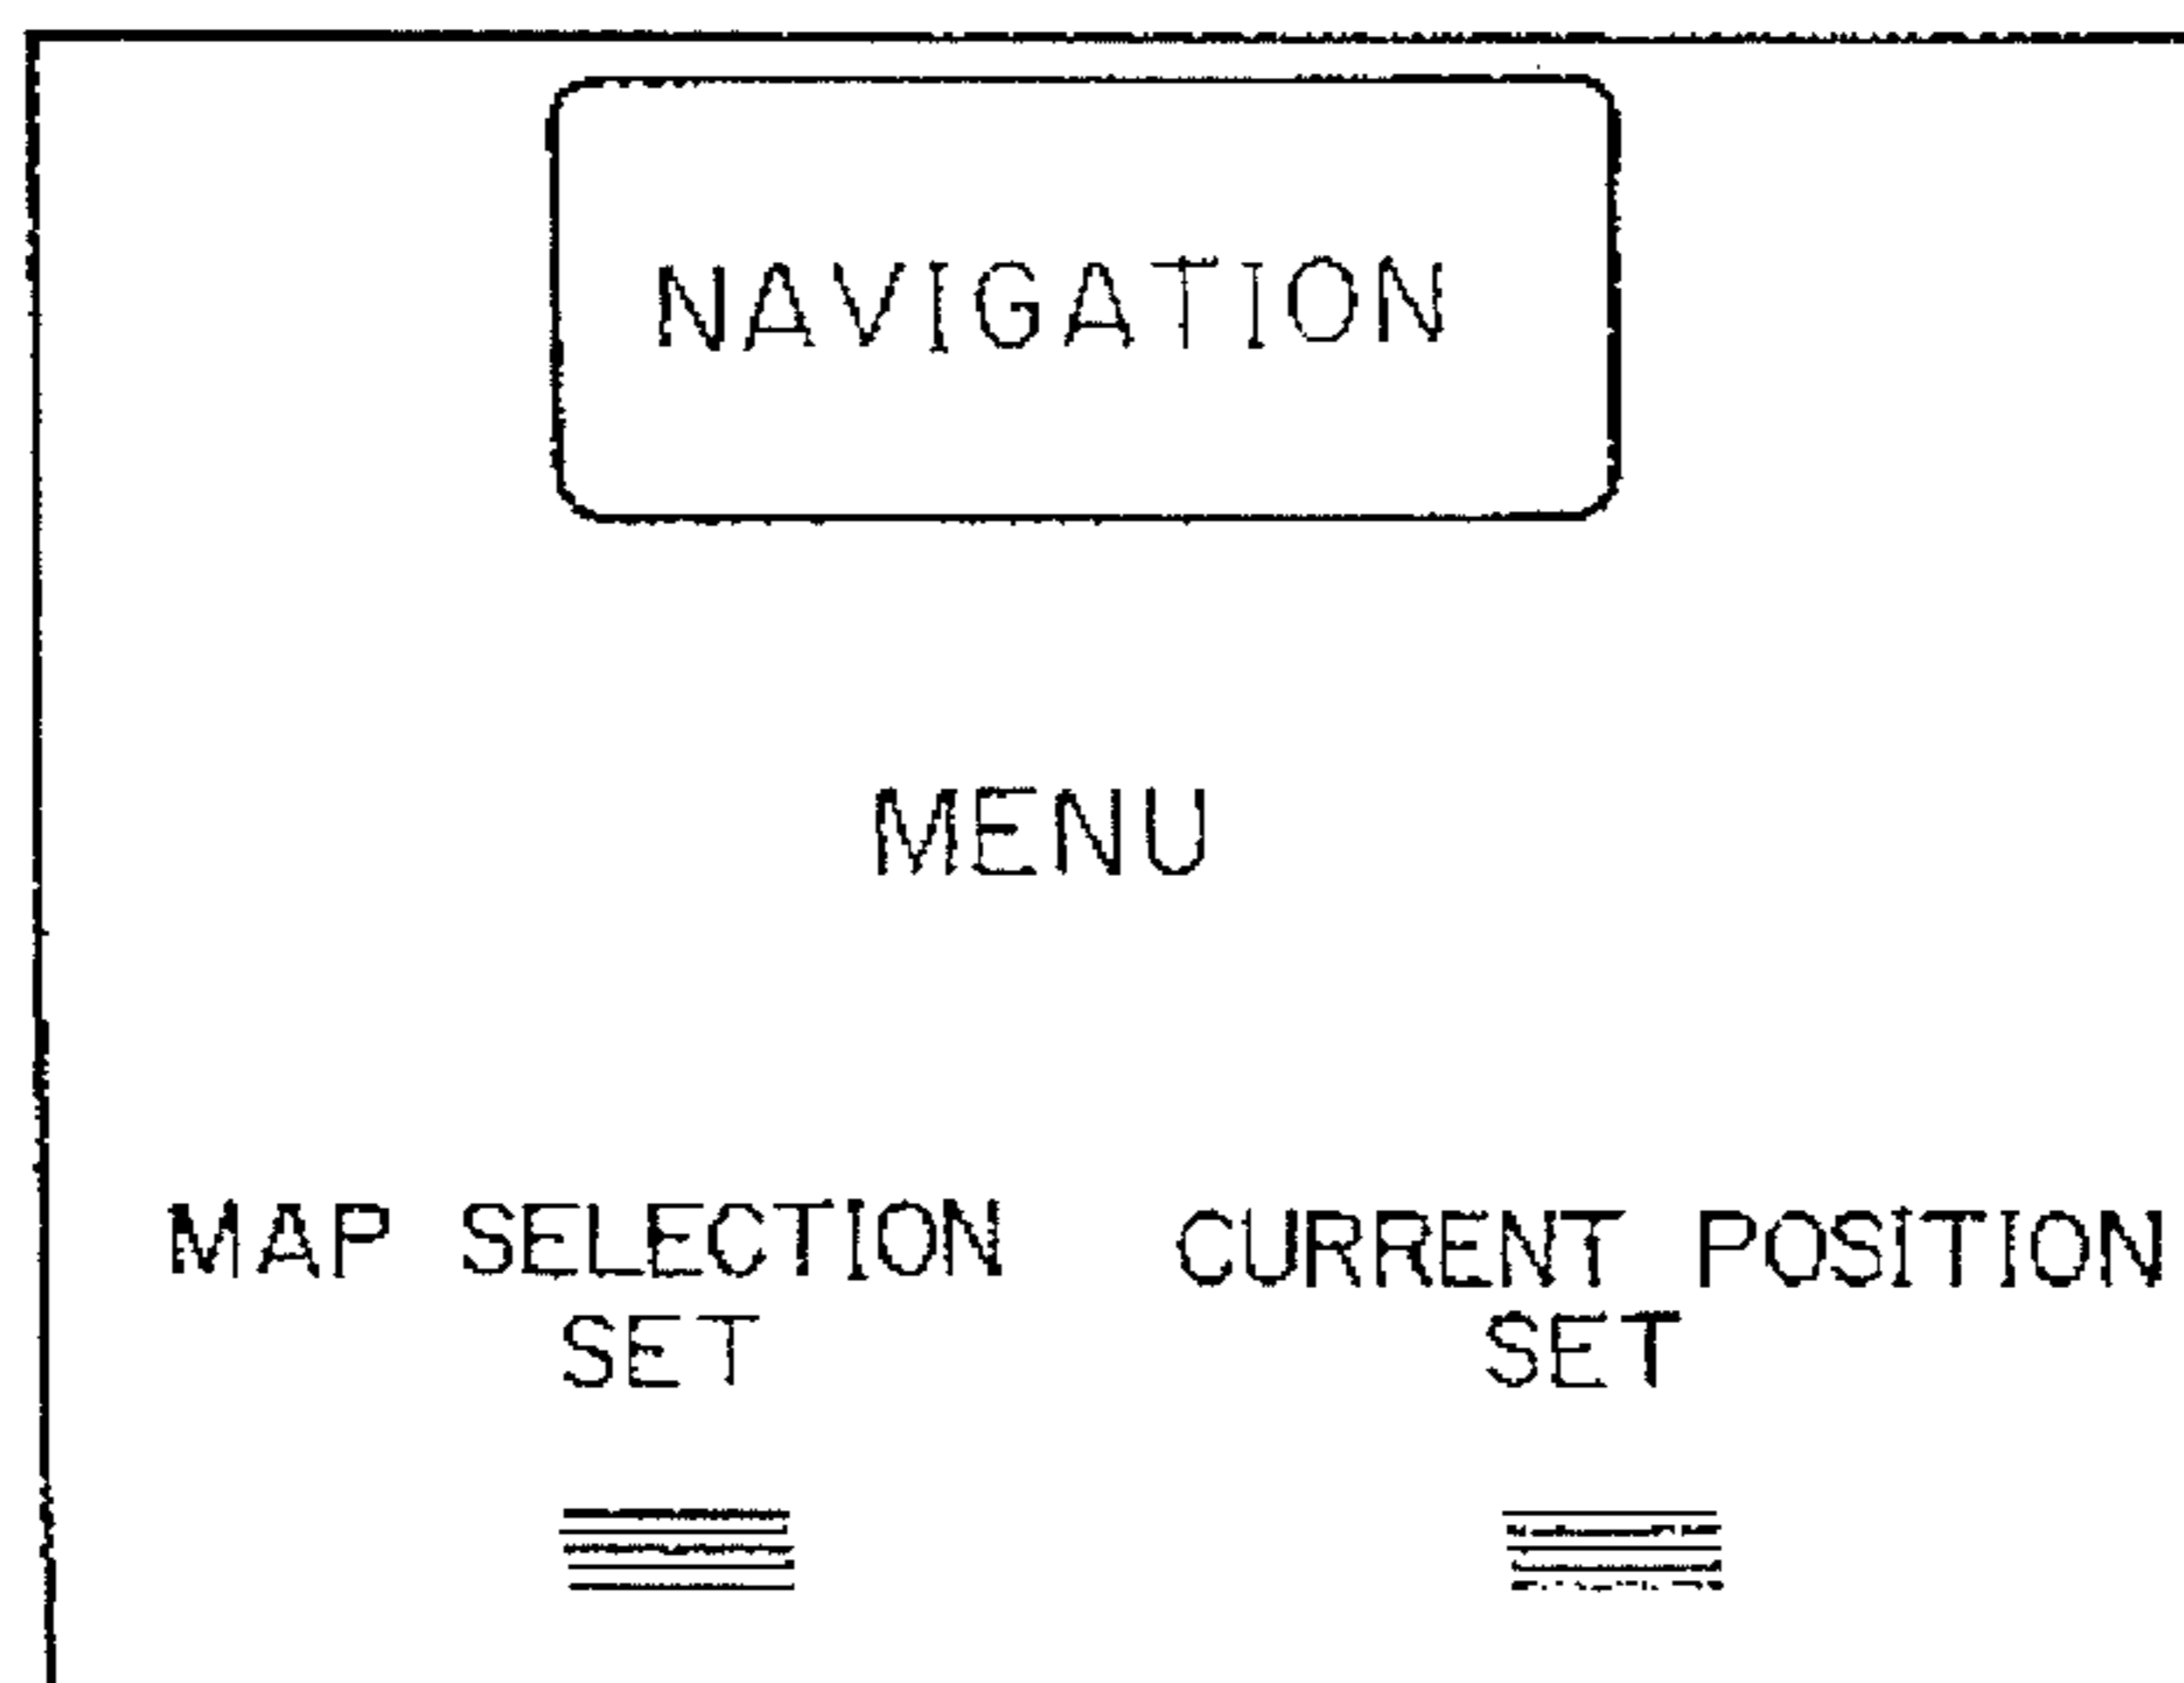 NAVIGATION
MENU
MAP SELECTION
SET
CURRENT POSITION
SET